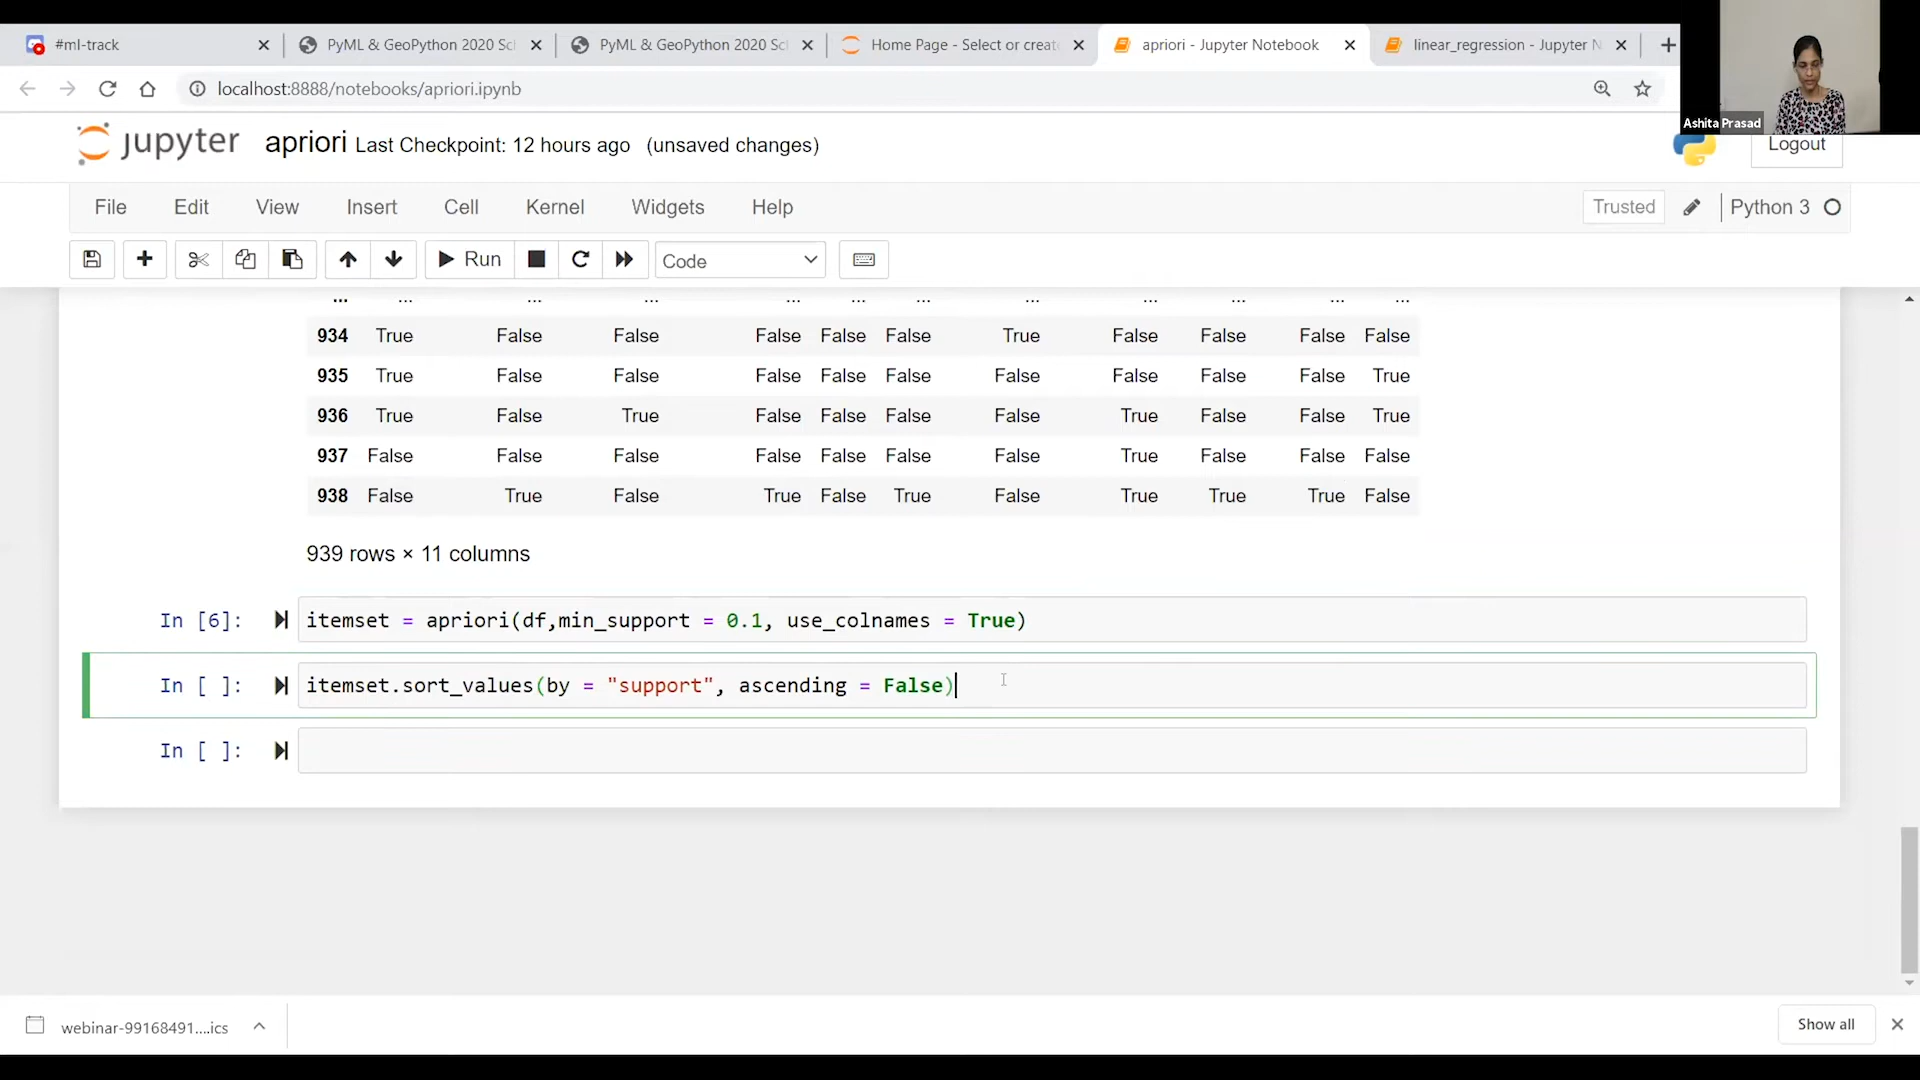 #ml-track
PyML & GeoPython 2020 Sc
PyML & GeoPython 2020 Sc
Home Page - Select or creat
apriori - Jupyter Notebook
linear_regression - Jupyter N
localhost:8888/notebooks/apriori.ipynb
Ashita Prasad
jupyter apriori Last Checkpoint: 12 hours ago (unsaved changes)
Logout
File Edit View Insert Cell Kernel Widgets Help
Trusted Python 3
Run Code
... ... ... ... ... ... ... ... ... ... ... ...
934 True False False False False False True False False False False
935 True False False False False False False False False False True
936 True False True False False False False True False False True
937 False False False False False False False True False False False
938 False True False True False True False True True True False
939 rows × 11 columns
In [6]: itemset = apriori(df,min_support = 0.1, use_colnames = True)
In [ ]: itemset.sort_values(by = "support", ascending = False)
In [ ]:
webinar-99168491....ics
Show all